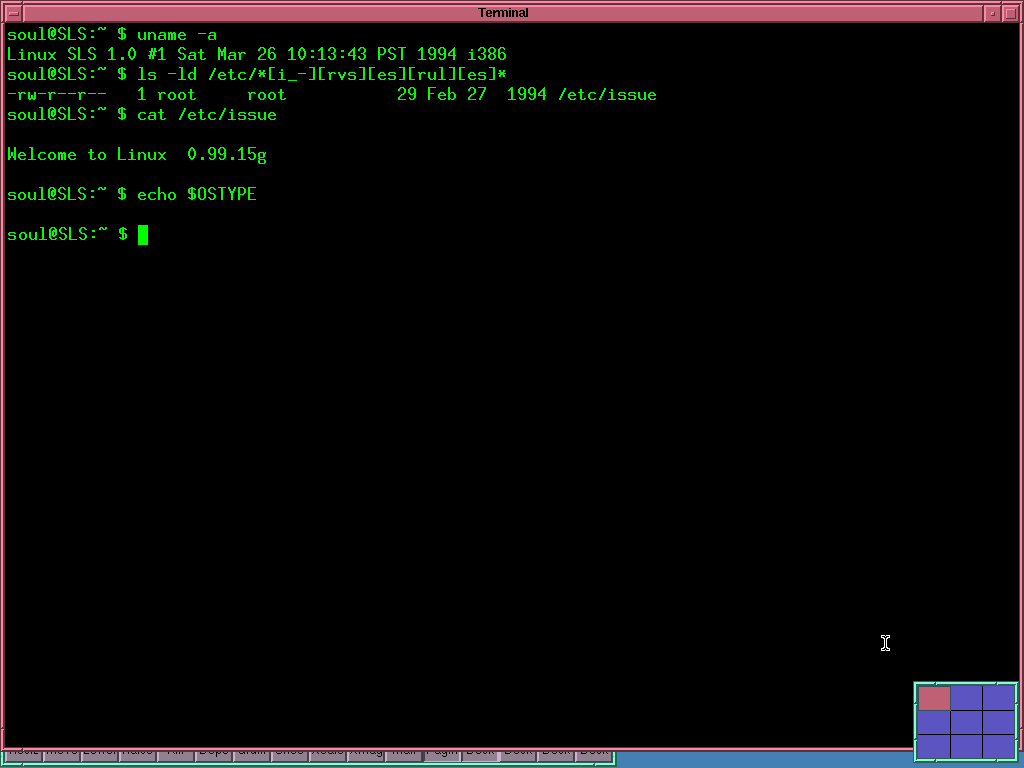 Terminal
soul@SLS:~ $ uname -a
Linux SLS 1.0 #1 Sat Mar 26 10:13:43 PST 1994 i386
soul@SLS:~ $ ls -ld /etc/*[i_-][rvs][es][rul][es]*
-rw-r--r--   1 root     root           29 Feb 27  1994 /etc/issue
soul@SLS:~ $ cat /etc/issue
Welcome to Linux  0.99.15g
soul@SLS:~ $ echo $OSTYPE
soul@SLS:~ $